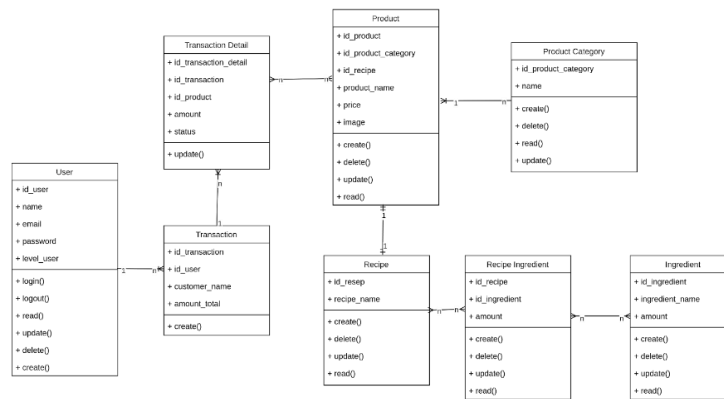 Product
+ id_product
+ id_product_category
+ id_recipe
+ product_name
+ price
+ image
+ create()
+ delete()
+ update()
+ read()
Transaction Detail
+ id_transaction_detail
+ id_transaction
+ id_product
+ amount
+ status
+ update()
Product Category
+ id_product_category
+ name
+ create()
+ delete()
+ read()
+ update()
User
+ id_user
+ name
+ email
+ password
+ level_user
+ login()
+ logout()
+ read()
+ update()
+ delete()
+ create()
Transaction
+ id_transaction
+ id_user
+ customer_name
+ amount_total
+ create()
Recipe
+ id_resep
+ recipe_name
+ create()
+ delete()
+ update()
+ read()
Recipe Ingredient
+ id_recipe
+ id_ingredient
+ amount
+ create()
+ delete()
+ update()
+ read()
Ingredient
+ id_ingredient
+ ingredient_name
+ amount
+ create()
+ delete()
+ update()
+ read()
n
n
1
n
n
1
1
n
1
1
n
n
n
n